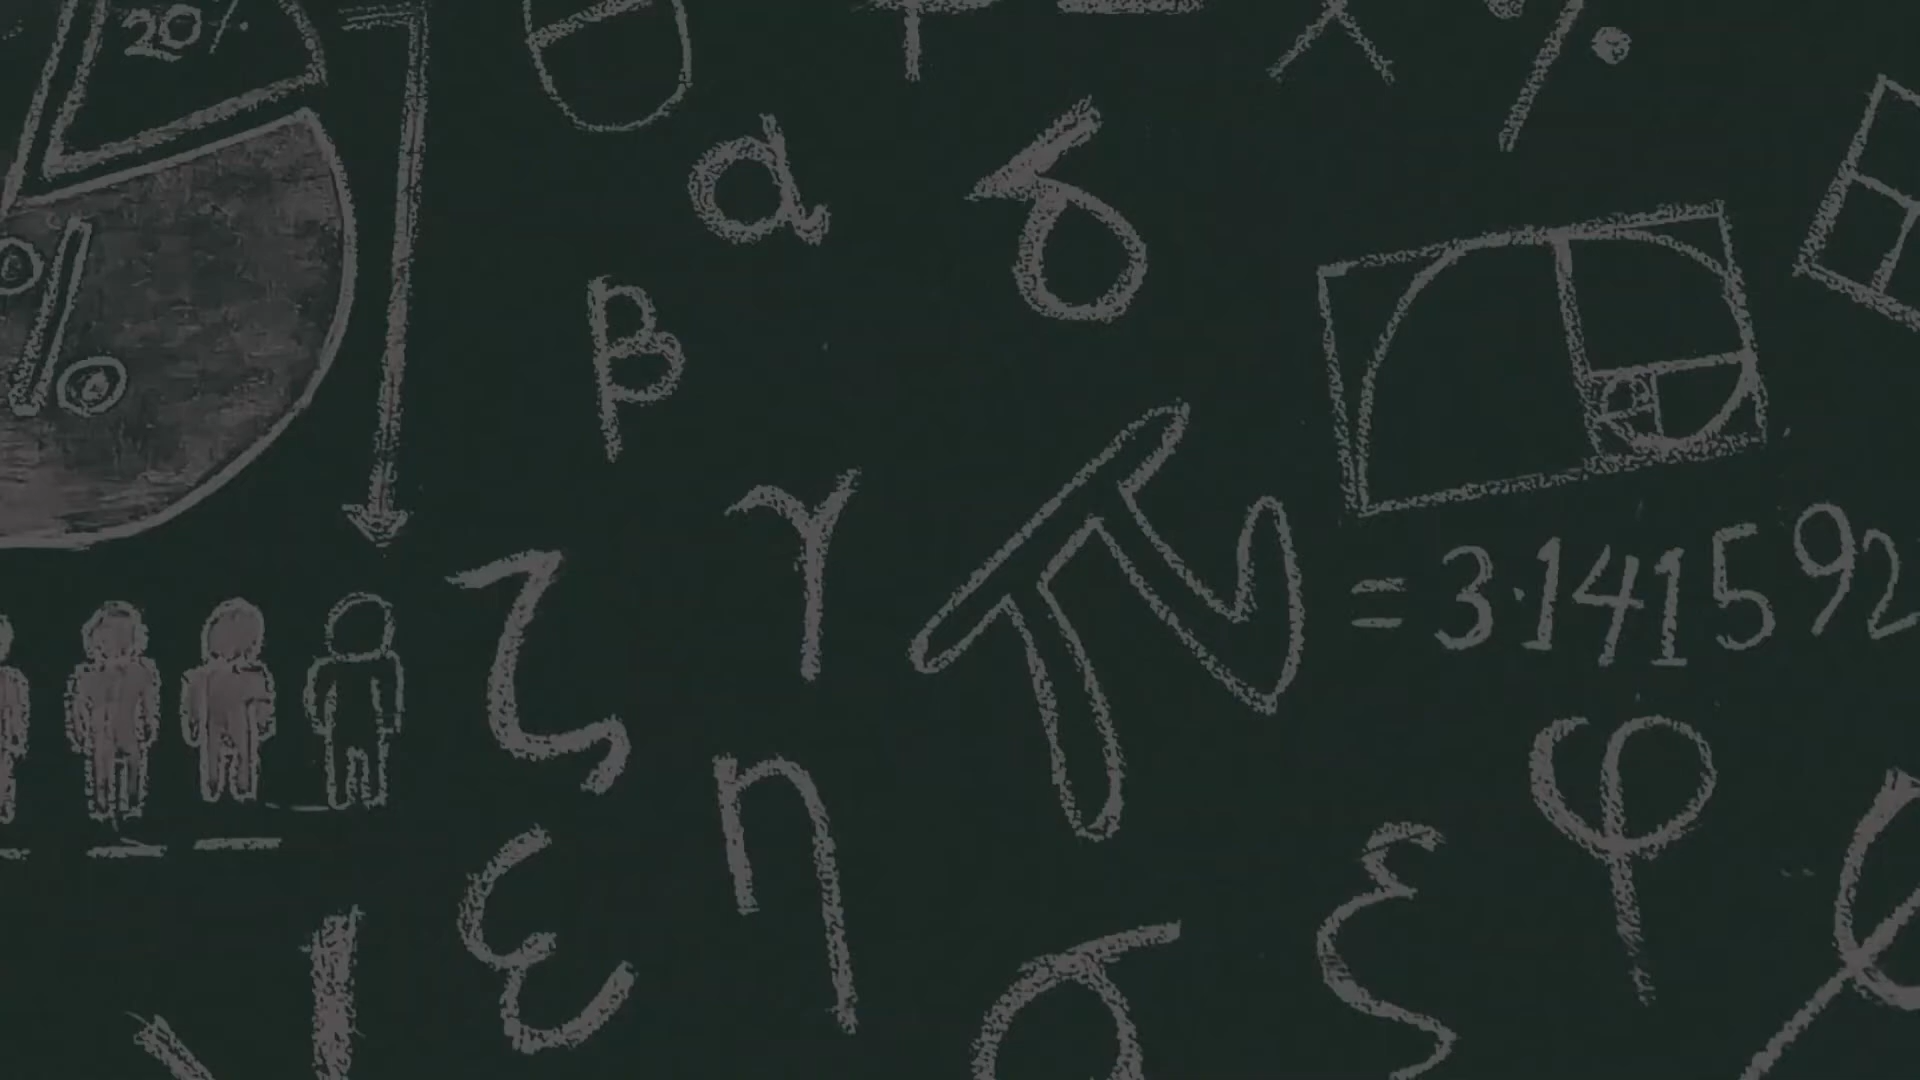 20%
θ + − x %
α δ
β
%
γ
π = 3·141592
ζ
φ
η
ε ξ
σ